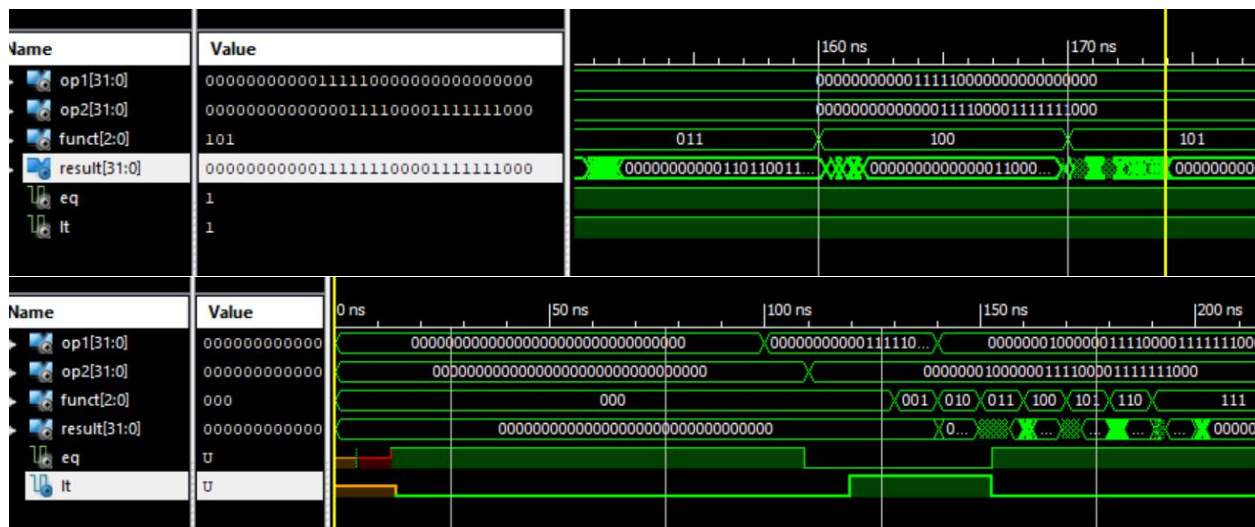 Name Value 160 ns 170 ns
op1[31:0] 00000000000111110000000000000000 00000000000111110000000000000000
op2[31:0] 00000000000000111100001111111000 00000000000000111100001111111000
funct[2:0] 101 011 100 101
result[31:0] 00000000000111111100001111111000 00000000000110110011... 0000000000000011000... 000000000
eq 1
lt 1
Name Value 0 ns 50 ns 100 ns 150 ns 200 ns
op1[31:0] 000000000000 00000000000000000000000000000000 00000000000111110... 0000000100000011110000111111100
op2[31:0] 000000000000 00000000000000000000000000000000 00000001000000111100001111111000
funct[2:0] 000 000 001 010 011 100 101 110 111
result[31:0] 000000000000 00000000000000000000000000000000 0... ... ... ... 00000
eq U
lt U